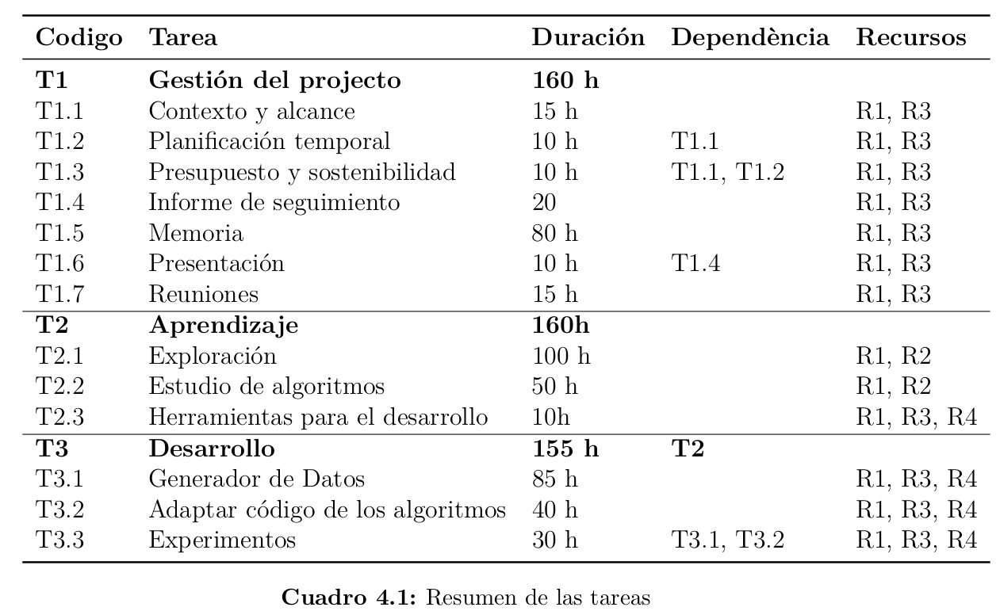 Codigo Tarea Duración Dependència Recursos
T1 Gestión del projecto 160 h
T1.1 Contexto y alcance 15 h R1, R3
T1.2 Planificación temporal 10 h T1.1 R1, R3
T1.3 Presupuesto y sostenibilidad 10 h T1.1, T1.2 R1, R3
T1.4 Informe de seguimiento 20 R1, R3
T1.5 Memoria 80 h R1, R3
T1.6 Presentación 10 h T1.4 R1, R3
T1.7 Reuniones 15 h R1, R3
T2 Aprendizaje 160h
T2.1 Exploración 100 h R1, R2
T2.2 Estudio de algoritmos 50 h R1, R2
T2.3 Herramientas para el desarrollo 10h R1, R3, R4
T3 Desarrollo 155 h T2
T3.1 Generador de Datos 85 h R1, R3, R4
T3.2 Adaptar código de los algoritmos 40 h R1, R3, R4
T3.3 Experimentos 30 h T3.1, T3.2 R1, R3, R4
Cuadro 4.1: Resumen de las tareas